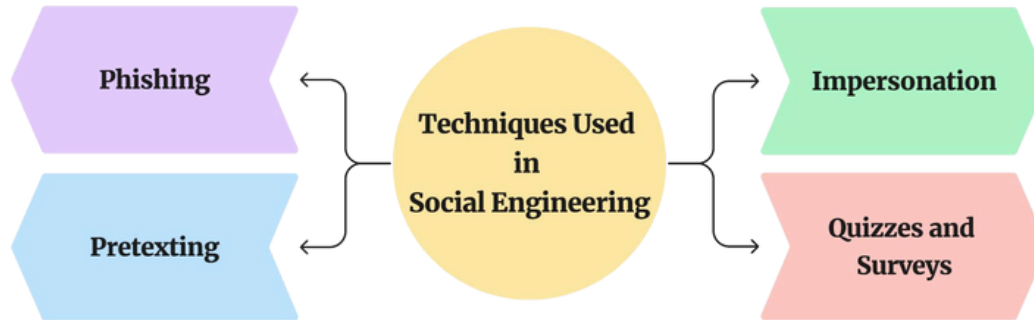 Phishing
Pretexting
Techniques Used
in
Social Engineering
Impersonation
Quizzes and
Surveys